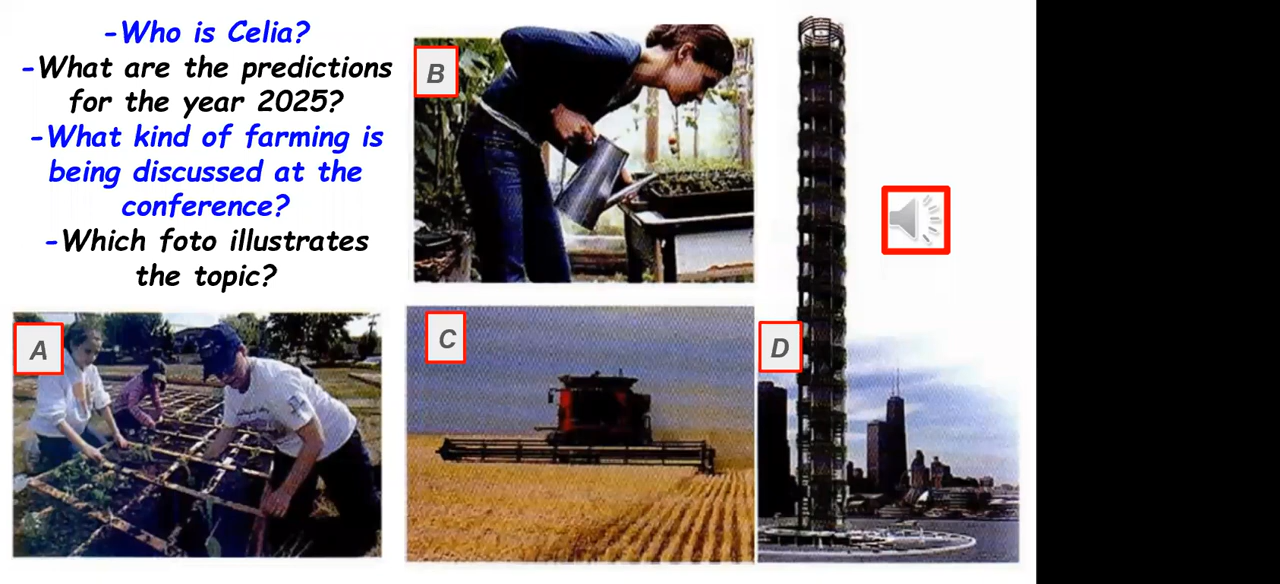 -Who is Celia?
-What are the predictions
for the year 2025?
-What kind of farming is
being discussed at the
conference?
-Which foto illustrates
the topic?
B
A
C
D